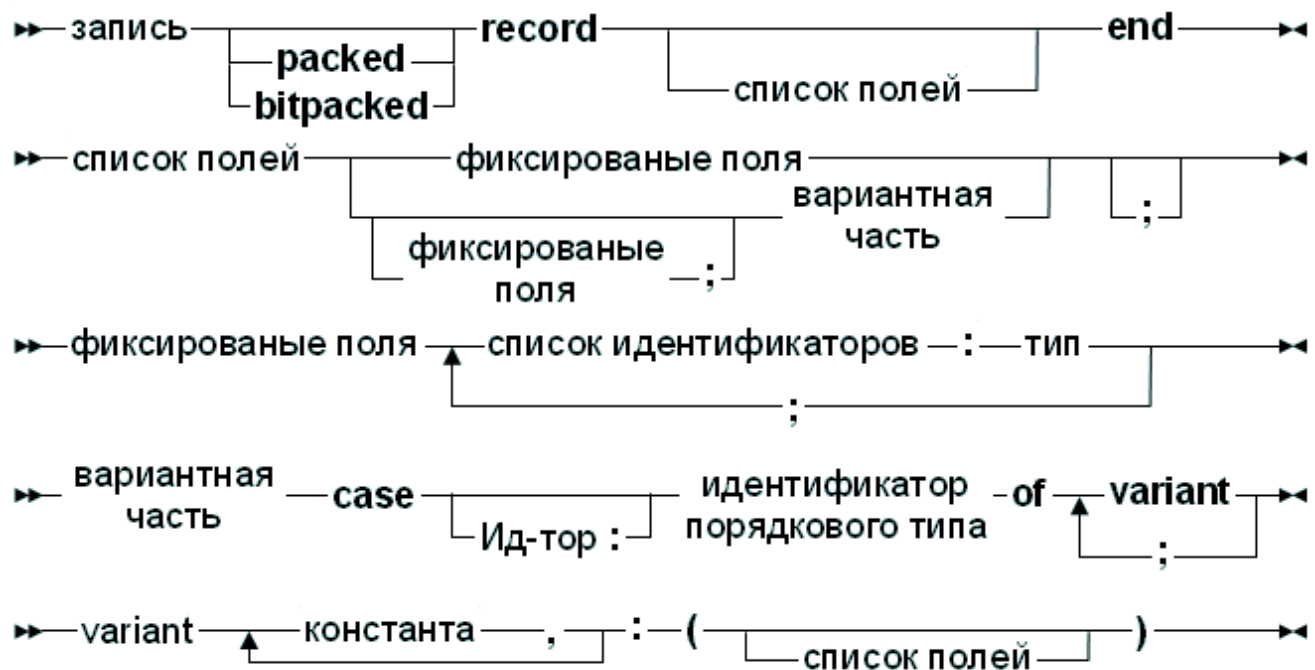 запись packed bitpacked record список полей end
список полей фиксированые поля фиксированые поля ; вариантная часть ;
фиксированые поля список идентификаторов : тип ;
вариантная часть case Ид-тор : идентификатор порядкового типа of variant ;
variant константа , : ( список полей )